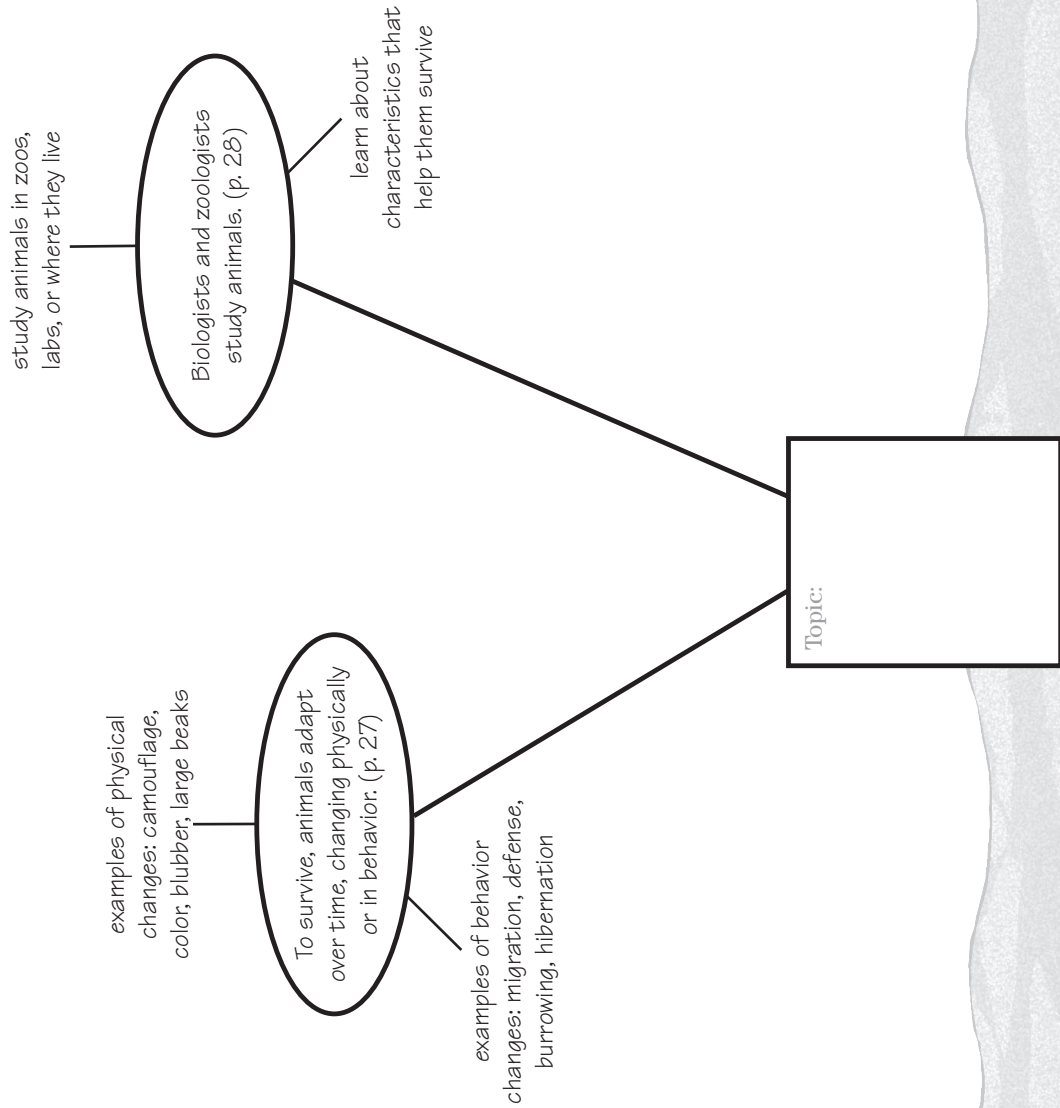 examples of physical
changes: camouflage,
color, blubber, large beaks
To survive, animals adapt
over time, changing physically
or in behavior. (p. 27)
examples of behavior
changes: migration, defense,
burrowing, hibernation
study animals in zoos,
labs, or where they live
Biologists and zoologists
study animals. (p. 28)
learn about
characteristics that
help them survive
Topic: